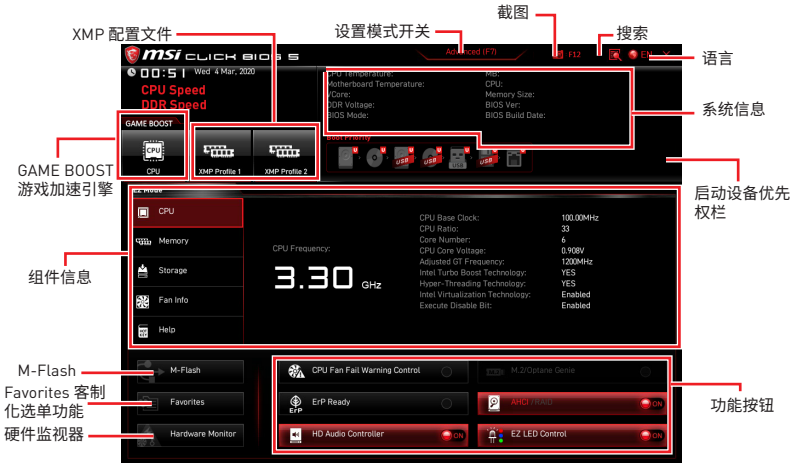 截图
XMP 配置文件
设置模式开关
搜索
msi CLICK BIOS 5
Advanced (F7)
F12
EN
X
语言
00:51 Wed 4 Mar, 2020
CPU Speed
DDR Speed
CPU Temperature:
Motherboard Temperature:
VCore:
DDR Voltage:
BIOS Mode:
MB:
CPU:
Memory Size:
BIOS Ver:
BIOS Build Date:
系统信息
GAME BOOST
CPU
CPU
XMP Profile 1
XMP Profile 2
Boot Priority
U
U
U
USB
U
USB
U
USB
U
U
GAME BOOST
游戏加速引擎
启动设备优先
权栏
EZ Mode
CPU
Memory
Storage
Fan Info
HOT KEY
Help
组件信息
CPU Frequency:
3.30 GHz
CPU Base Clock: 100.00MHz
CPU Ratio: 33
Core Number: 6
CPU Core Voltage: 0.908V
Adjusted GT Frequency: 1200MHz
Intel Turbo Boost Technology: YES
Hyper-Threading Technology: YES
Intel Virtualization Technology: Enabled
Execute Disable Bit: Enabled
M-Flash
Favorites 客制
化选单功能
硬件监视器
M-Flash
Favorites
Hardware Monitor
CPU Fan Fail Warning Control
M.2/Optane Genie
ErP
ErP Ready
AHCI /RAID
ON
HD Audio Controller
ON
EZ LED Control
ON
功能按钮